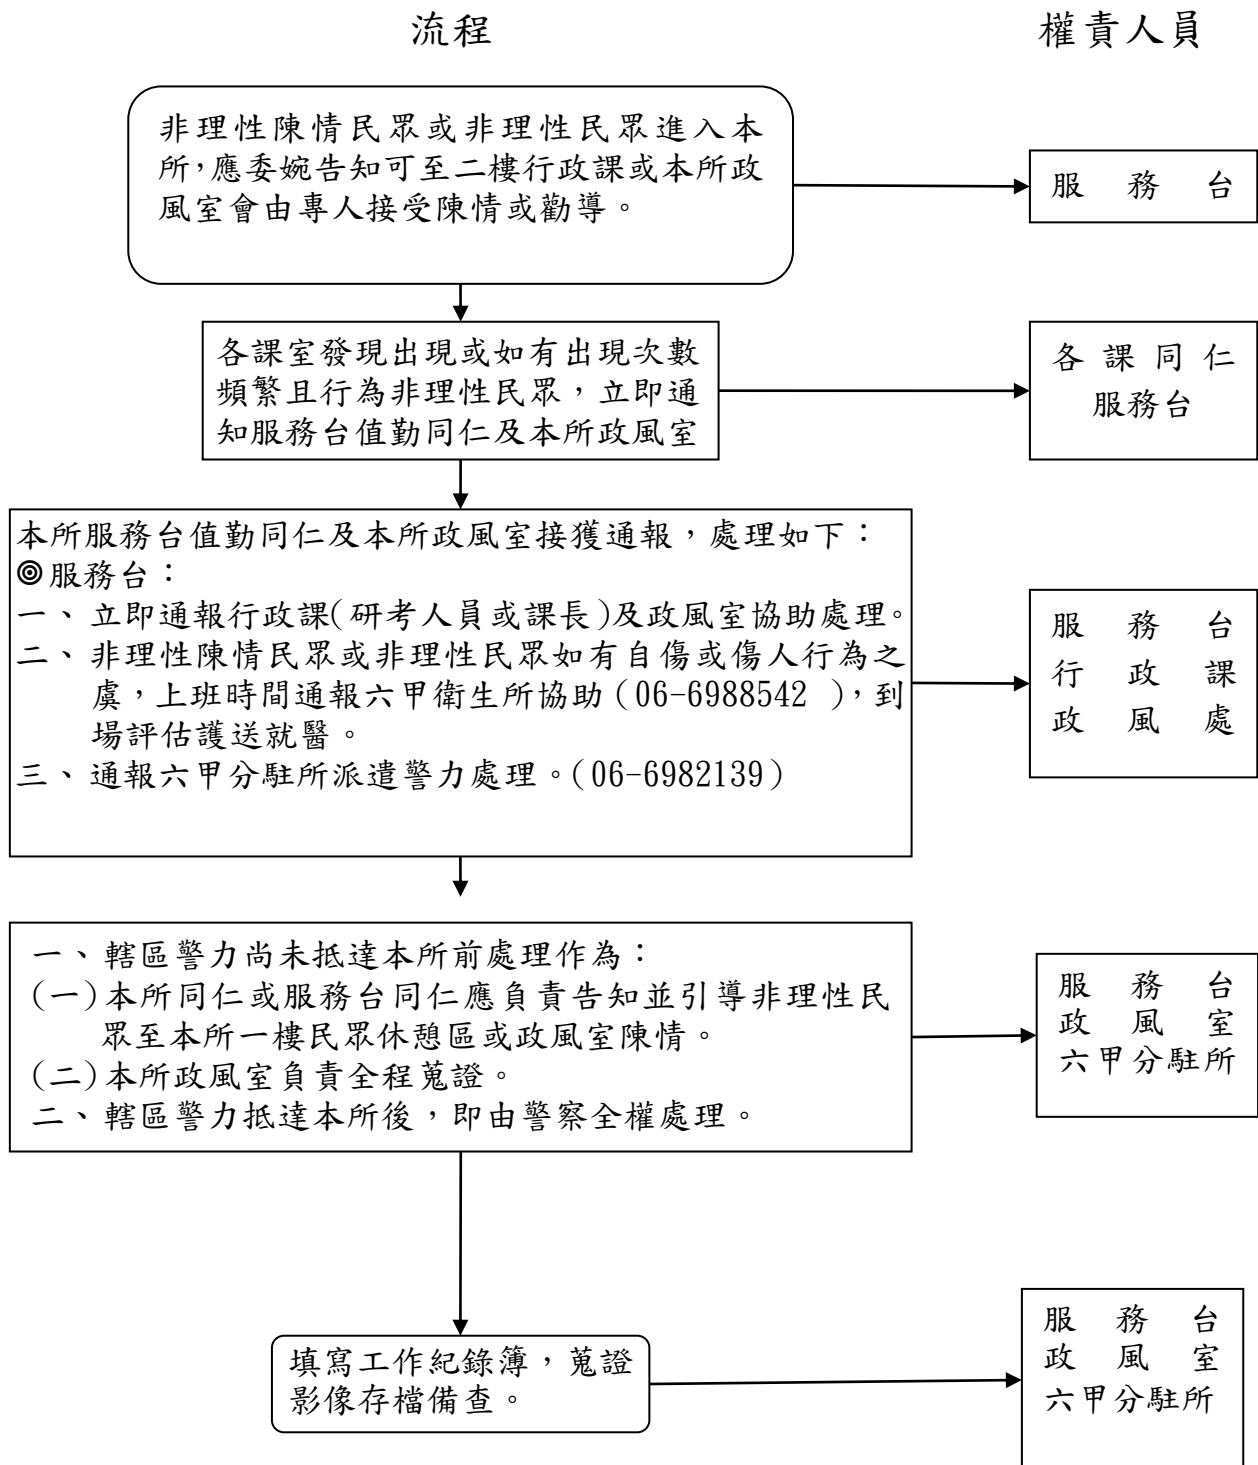 流程
權責人員
非理性陳情民眾或非理性民眾進入本
所,應委婉告知可至二樓行政課或本所政
風室會由專人接受陳情或勸導。
服務台
各課室發現出現或如有出現次數
頻繁且行為非理性民眾，立即通
知服務台值勤同仁及本所政風室
各課同仁
服務台
本所服務台值勤同仁及本所政風室接獲通報，處理如下：
◎服務台：
一、立即通報行政課(研考人員或課長)及政風室協助處理。
二、非理性陳情民眾或非理性民眾如有自傷或傷人行為之
虞，上班時間通報六甲衛生所協助(06-6988542 )，到
場評估護送就醫。
三、通報六甲分駐所派遣警力處理。(06-6982139)
服務台
行政課
政風處
一、轄區警力尚未抵達本所前處理作為：
(一)本所同仁或服務台同仁應負責告知並引導非理性民
眾至本所一樓民眾休憩區或政風室陳情。
(二)本所政風室負責全程蒐證。
二、轄區警力抵達本所後，即由警察全權處理。
服務台
政風室
六甲分駐所
填寫工作紀錄簿，蒐證
影像存檔備查。
服務台
政風室
六甲分駐所